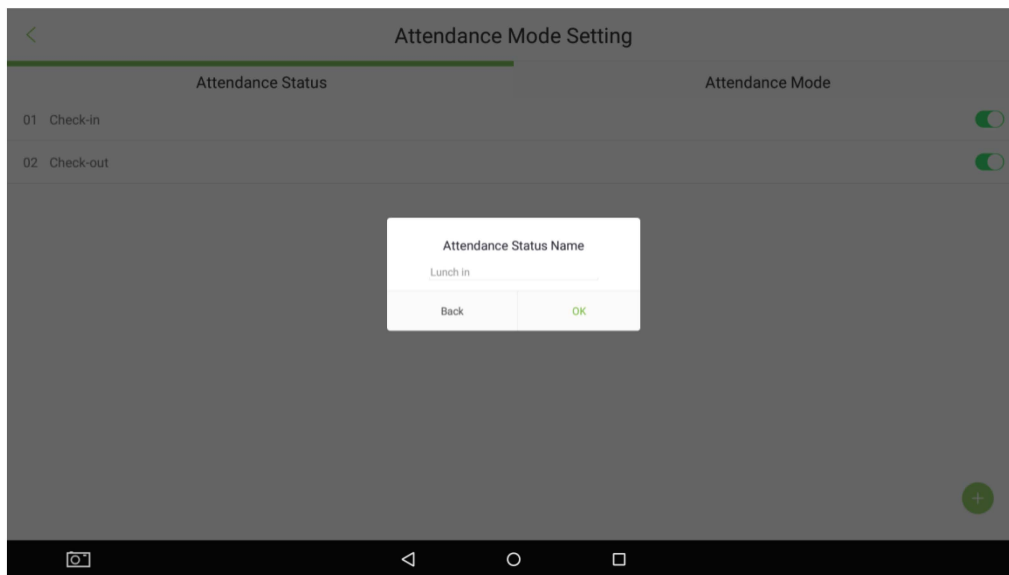 Attendance Mode Setting
Attendance Status
Attendance Mode
01 Check-in
02 Check-out
Attendance Status Name
Lunch in
Back
OK